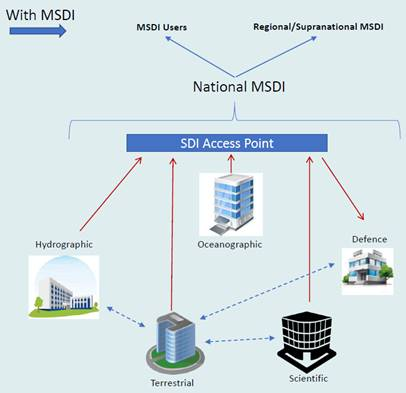 With MSDI
MSDI Users
Regional/Supranational MSDI
National MSDI
SDI Access Point
Hydrographic
Oceanographic
Defence
Terrestrial
Scientific